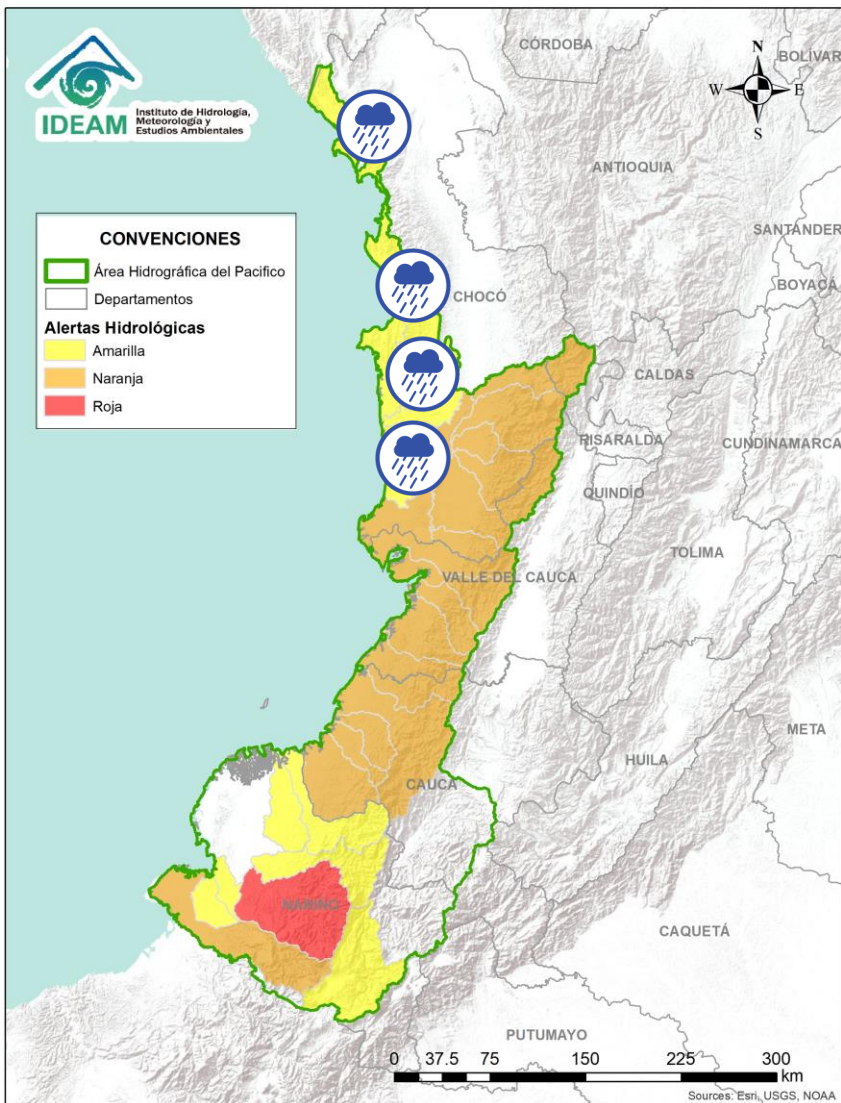 IDEAM
Instituto de Hidrología,
Meteorología y
Estudios Ambientales
CÓRDOBA
BOLÍVAR
N
W
E
S
ANTIOQUIA
SANTANDER
BOYACÁ
CONVENCIONES
Área Hidrográfica del Pacifico
Departamentos
Alertas Hidrológicas
Amarilla
Naranja
Roja
CHOCÓ
CALDAS
RISARALDA
CUNDINAMARCA
QUINDÍO
TOLIMA
VALLE DEL CAUCA
META
HUILA
CAUCA
NARIÑO
CAQUETÁ
PUTUMAYO
0 37.5 75 150 225 300
km
Sources: Esri, USGS, NOAA